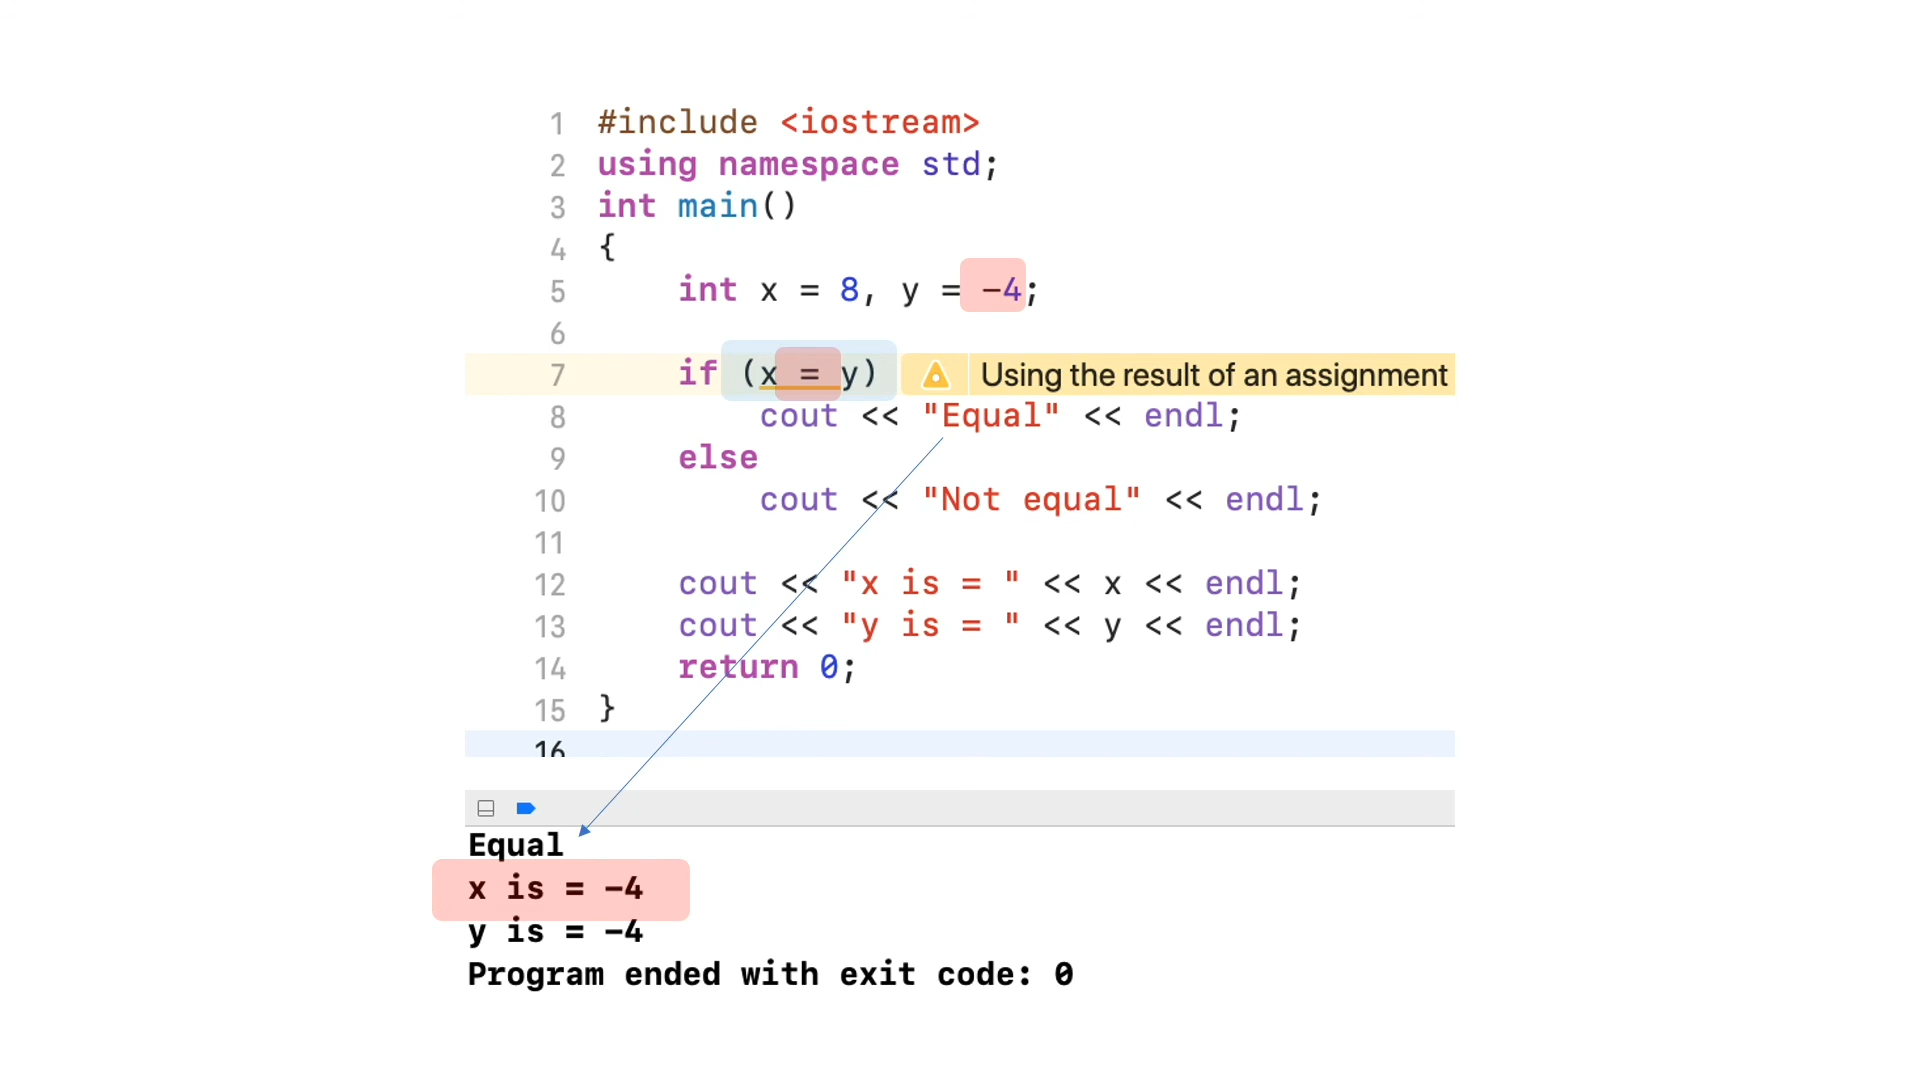 1 #include <iostream>
2 using namespace std;
3 int main()
4 {
5 int x = 8, y = -4;
6
7 if (x = y) Using the result of an assignment
8 cout << "Equal" << endl;
9 else
10 cout << "Not equal" << endl;
11
12 cout << "x is = " << x << endl;
13 cout << "y is = " << y << endl;
14 return 0;
15 }
16
Equal
x is = -4
y is = -4
Program ended with exit code: 0